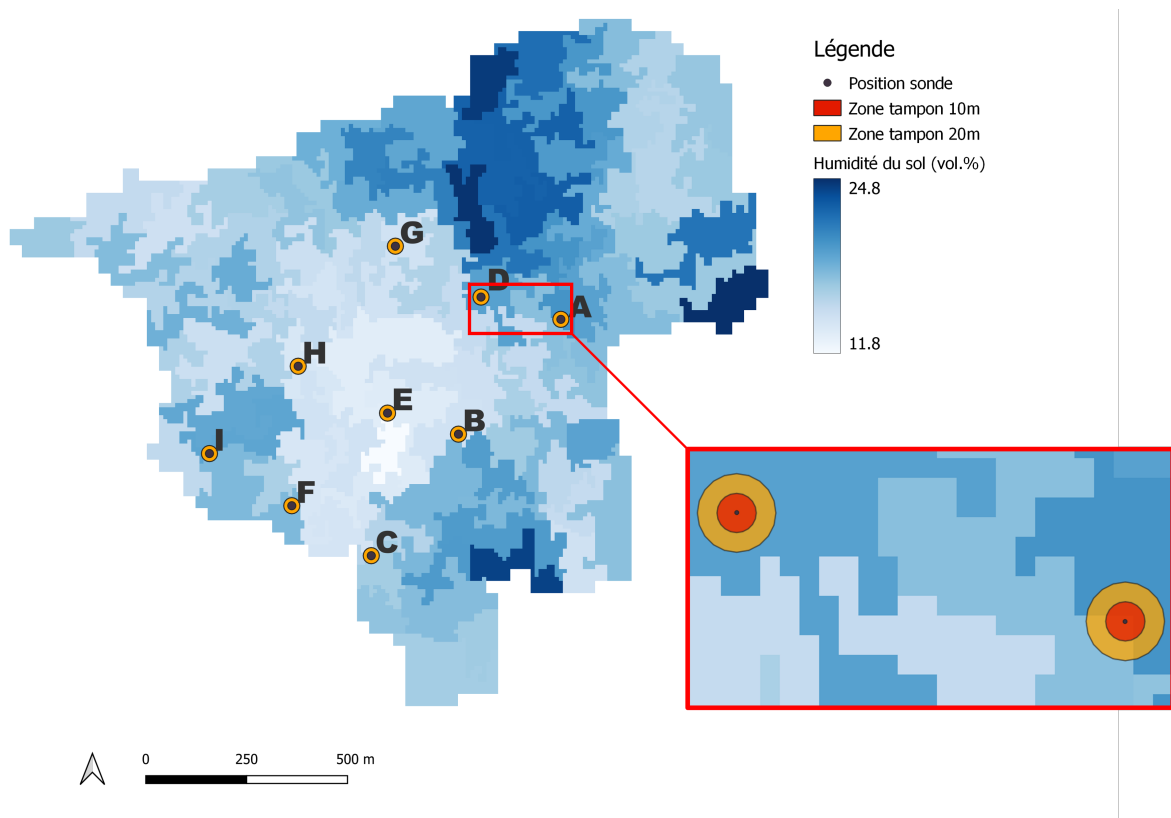 Légende
Position sonde
Zone tampon 10m
Zone tampon 20m
Humidité du sol (vol.%)
24.8
11.8
G
D
A
H
E
B
I
F
C
0 250 500 m